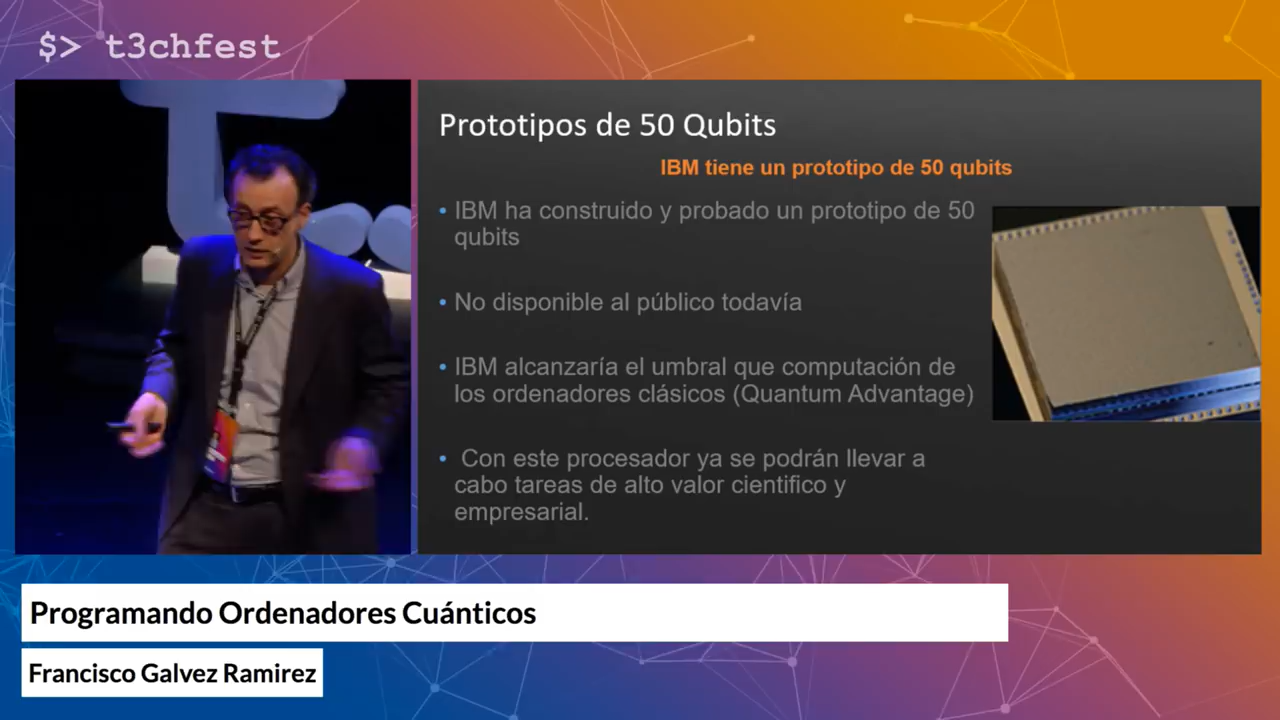 $> t3chfest
Prototipos de 50 Qubits
IBM tiene un prototipo de 50 qubits
• IBM ha construido y probado un prototipo de 50
qubits
• No disponible al público todavía
• IBM alcanzaría el umbral que computación de
los ordenadores clásicos (Quantum Advantage)
• Con este procesador ya se podrán llevar a
cabo tareas de alto valor cientifico y
empresarial.
Programando Ordenadores Cuánticos
Francisco Galvez Ramirez